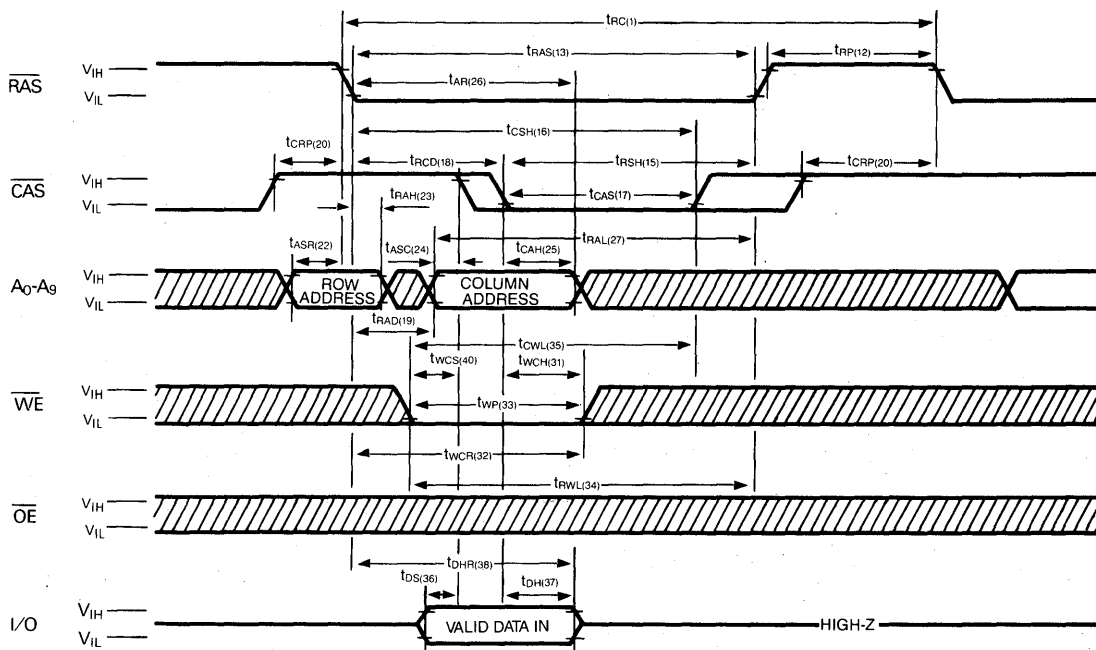 tRC(1)
tRAS(13)
tRP(12)
RAS
VIH
VIL
tAR(26)
tCSH(16)
tCRP(20)
tRCD(18)
tRSH(15)
tCRP(20)
CAS
VIH
VIL
tRAH(23)
tCAS(17)
tRAL(27)
tASR(22)
tASC(24)
tCAH(25)
A0-A9
VIH
VIL
ROW ADDRESS
COLUMN ADDRESS
tRAD(19)
tCWL(35)
tWCS(40)
tWCH(31)
WE
VIH
VIL
tWP(33)
tWCR(32)
tRWL(34)
OE
VIH
VIL
tDHR(38)
tDS(36)
tDH(37)
I/O
VIH
VIL
VALID DATA IN
HIGH-Z